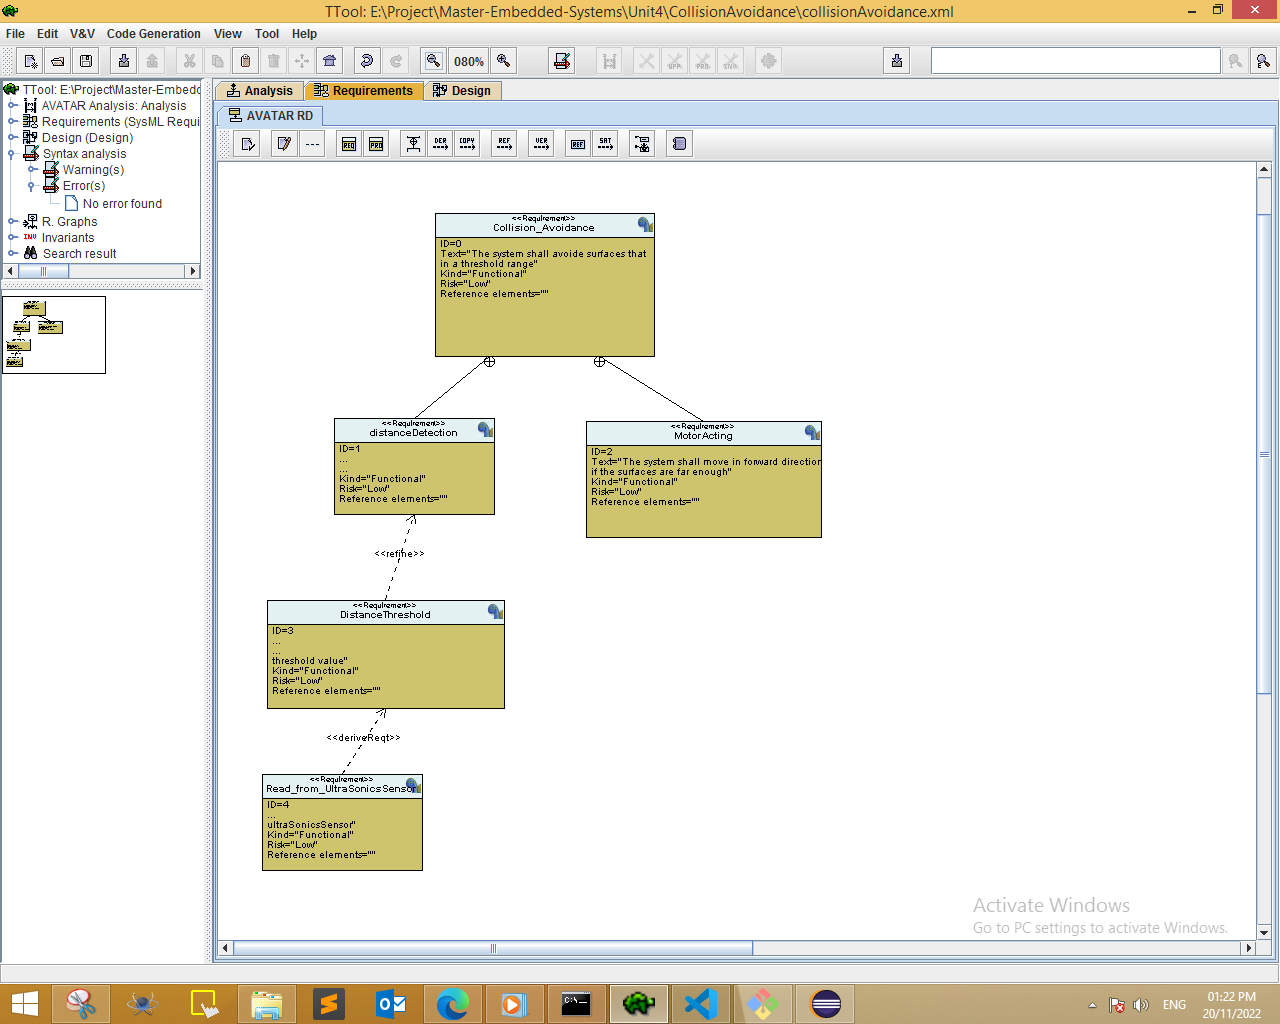 TTool: E:\Project\Master-Embedded-Systems\Unit4\CollisionAvoidance\collisionAvoidance.xml
File Edit V&V Code Generation View Tool Help
080%
TTool: E:\Project\Master-Embedd
AVATAR Analysis: Analysis
Requirements (SysML Requi
Design (Design)
Syntax analysis
Warning(s)
Error(s)
No error found
R. Graphs
INV Invariants
Search result
Analysis Requirements Design
AVATAR RD
REQ PRO DER COPY REF VER REF SAT
<<Requirement>>
Collision_Avoidance
ID=0
Text="The system shall avoide surfaces that
in a threshold range"
Kind="Functional"
Risk="Low"
Reference elements=""
<<Requirement>>
distanceDetection
ID=1
...
...
Kind="Functional"
Risk="Low"
Reference elements=""
<<Requirement>>
MotorActing
ID=2
Text="The system shall move in forward direction
if the surfaces are far enough"
Kind="Functional"
Risk="Low"
Reference elements=""
<<refine>>
<<Requirement>>
DistanceThreshold
ID=3
...
...
threshold value"
Kind="Functional"
Risk="Low"
Reference elements=""
<<deriveReqt>>
<<Requirement>>
Read_from_UltraSonicsSensor
ID=4
...
ultraSonicsSensor"
Kind="Functional"
Risk="Low"
Reference elements=""
Activate Windows
Go to PC settings to activate Windows.
ENG
01:22 PM
20/11/2022